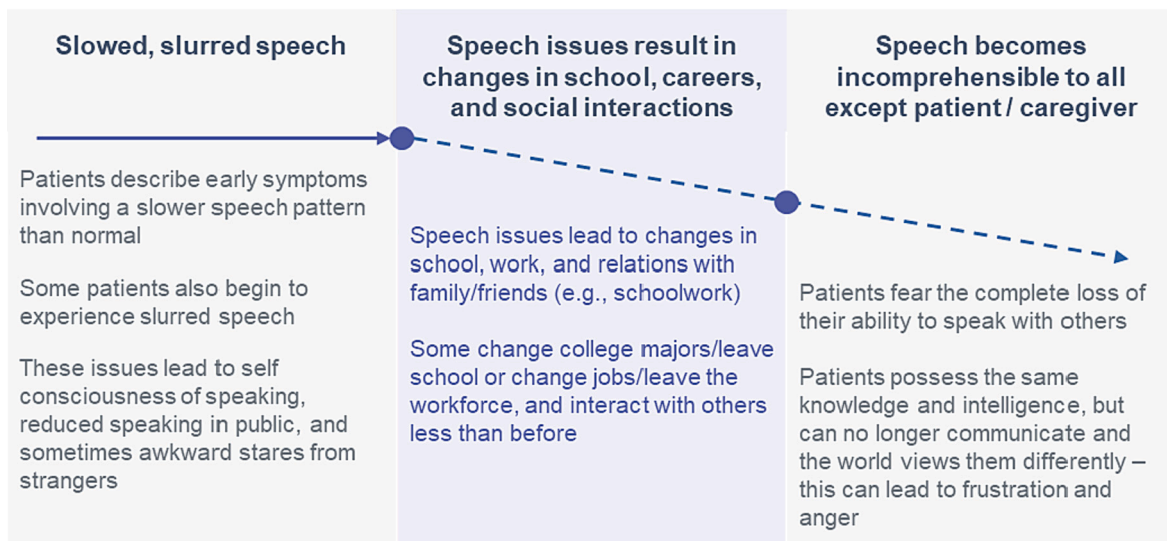 Slowed, slurred speech
Patients describe early symptoms
involving a slower speech pattern
than normal
Some patients also begin to
experience slurred speech
These issues lead to self
consciousness of speaking,
reduced speaking in public, and
sometimes awkward stares from
strangers
Speech issues result in
changes in school, careers,
and social interactions
Speech issues lead to changes in
school, work, and relations with
family/friends (e.g., schoolwork)
Some change college majors/leave
school or change jobs/leave the
workforce, and interact with others
less than before
Speech becomes
incomprehensible to all
except patient / caregiver
Patients fear the complete loss of
their ability to speak with others
Patients possess the same
knowledge and intelligence, but
can no longer communicate and
the world views them differently –
this can lead to frustration and
anger